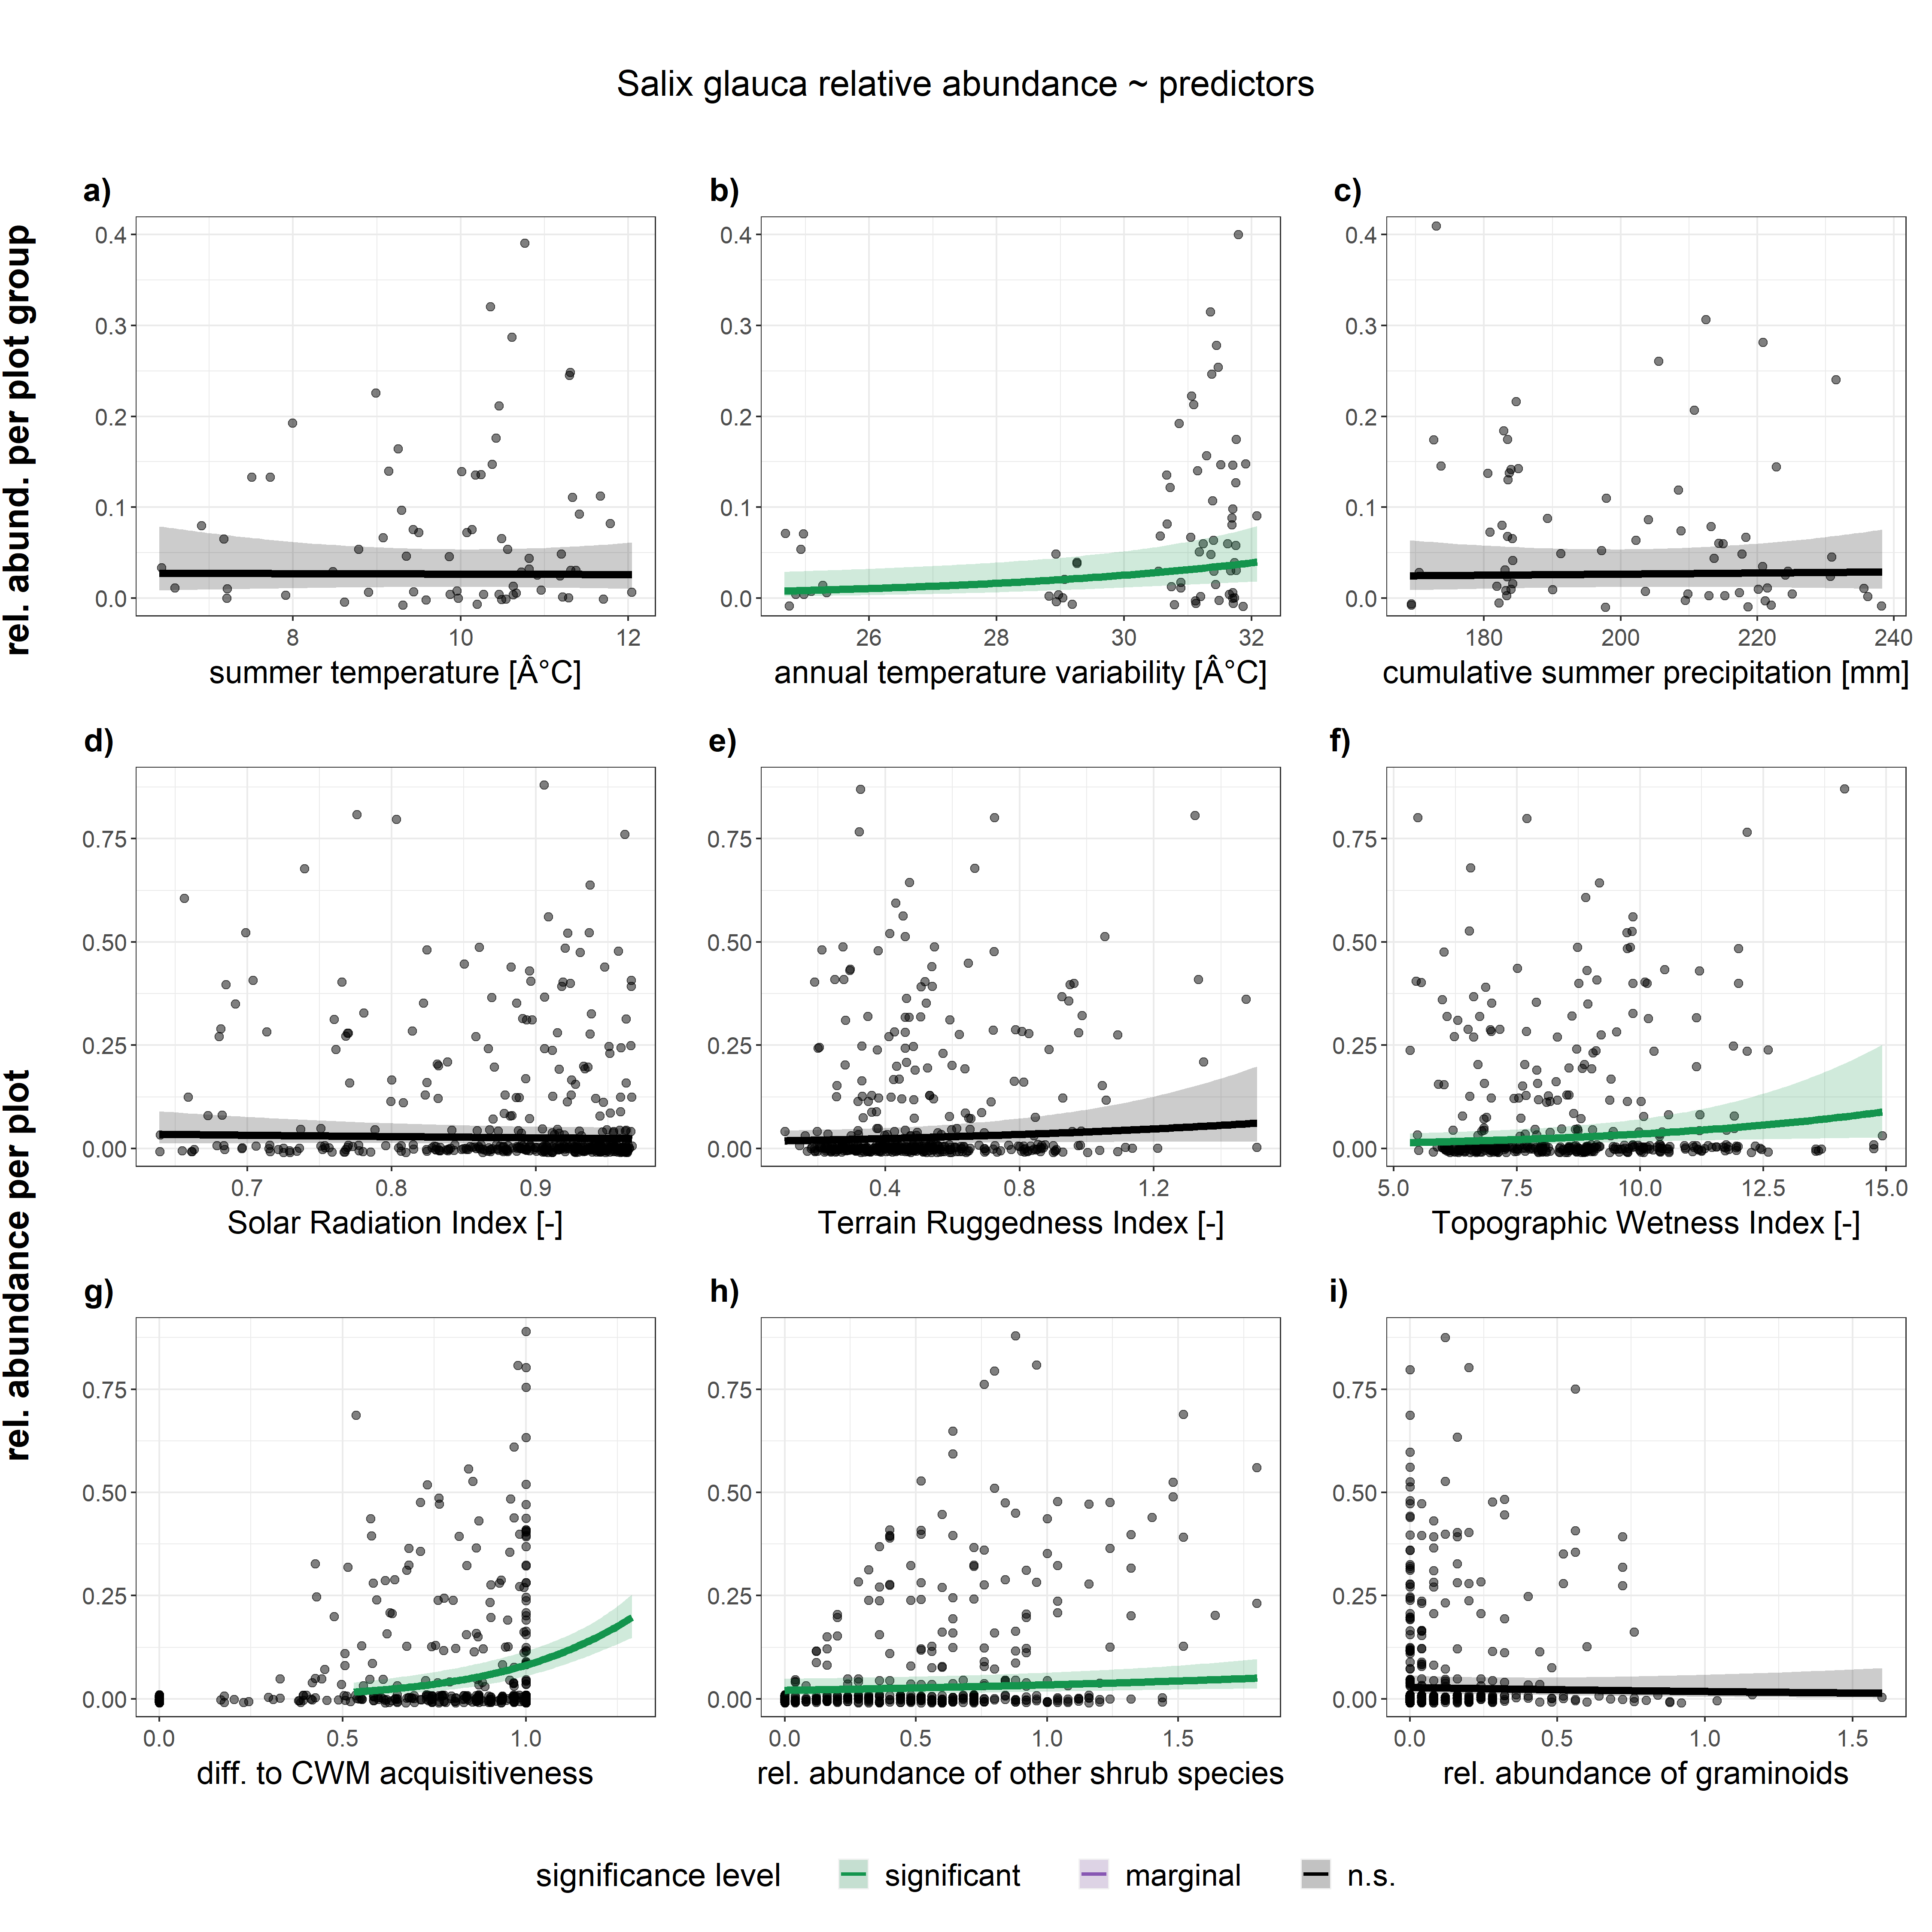 Salix glauca relative abundance ~ predictors
a)
b)
c)
rel. abund. per plot group
0.4
0.3
0.2
0.1
0.0
8
10
12
summer temperature [Â°C]
0.4
0.3
0.2
0.1
0.0
26
28
30
32
annual temperature variability [Â°C]
0.4
0.3
0.2
0.1
0.0
180
200
220
240
cumulative summer precipitation [mm]
d)
e)
f)
rel. abundance per plot
0.75
0.50
0.25
0.00
0.7
0.8
0.9
Solar Radiation Index [-]
0.75
0.50
0.25
0.00
0.4
0.8
1.2
Terrain Ruggedness Index [-]
0.75
0.50
0.25
0.00
5.0
7.5
10.0
12.5
15.0
Topographic Wetness Index [-]
g)
h)
i)
0.75
0.50
0.25
0.00
0.0
0.5
1.0
diff. to CWM acquisitiveness
0.75
0.50
0.25
0.00
0.0
0.5
1.0
1.5
rel. abundance of other shrub species
0.75
0.50
0.25
0.00
0.0
0.5
1.0
1.5
rel. abundance of graminoids
significance level
significant
marginal
n.s.